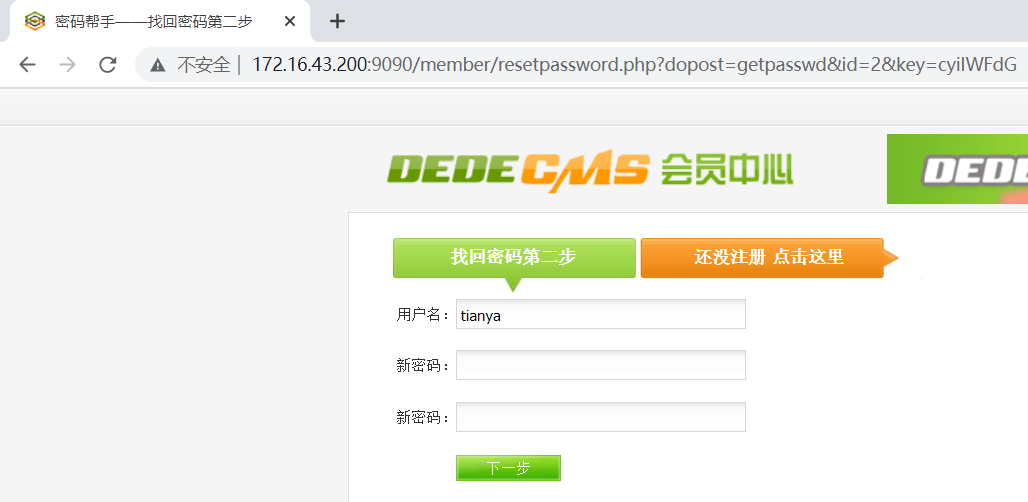 密码帮手——找回密码第二步
不安全 | 172.16.43.200:9090/member/resetpassword.php?dopost=getpasswd&id=2&key=cyiIWFdG
DEDECMS 会员中心
DEDE
找回密码第二步
还没注册 点击这里
用户名：tianya
新密码：
新密码：
下一步